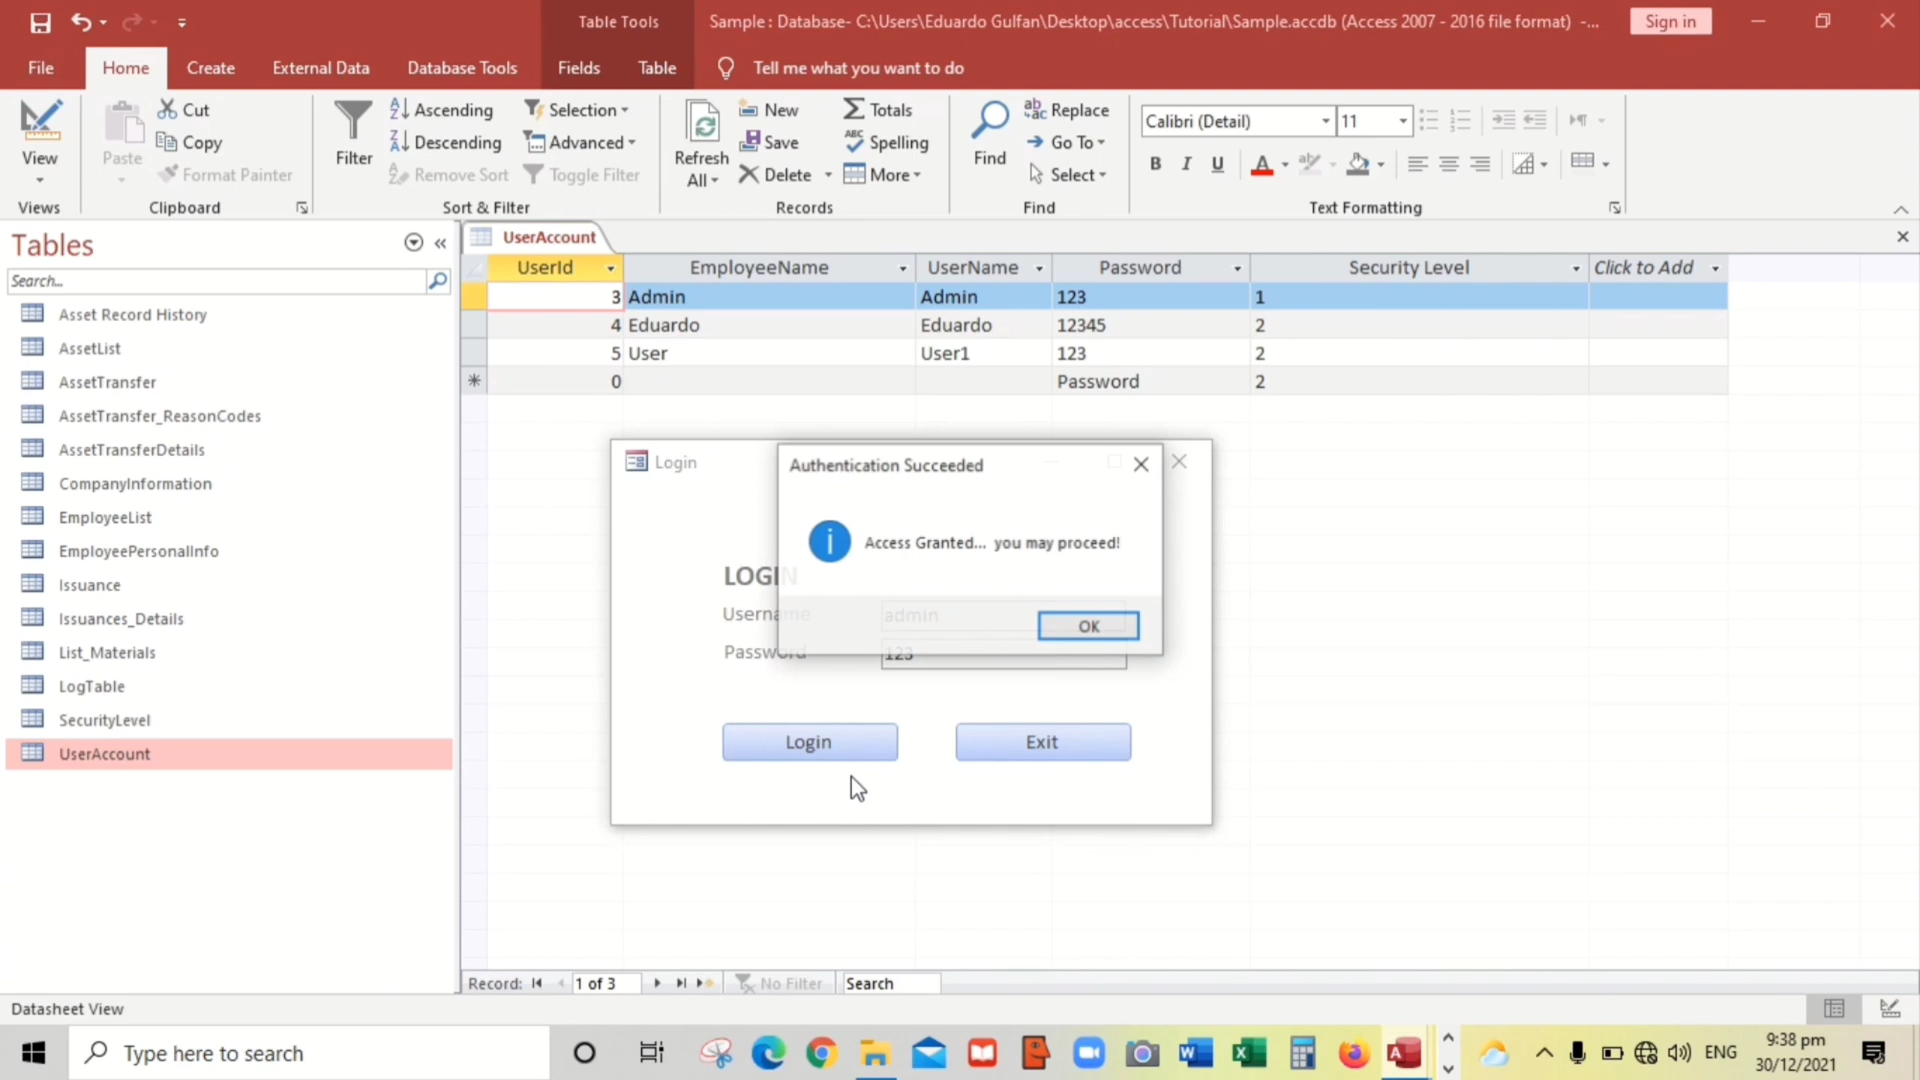 Table Tools
Sample : Database- C:\Users\Eduardo Gulfan\Desktop\access\Tutorial\Sample.accdb (Access 2007 - 2016 file format) -...
Sign in
File Home Create External Data Database Tools Fields Table Tell me what you want to do
View
Views
Paste
Cut
Copy
Format Painter
Clipboard
Filter
Ascending
Descending
Remove Sort
Selection
Advanced
Toggle Filter
Sort & Filter
Refresh
All
New
Save
Delete
Totals
Spelling
More
Records
Find
Replace
Go To
Select
Find
Calibri (Detail) 11
B I U A
Text Formatting
Tables
Search...
Asset Record History
AssetList
AssetTransfer
AssetTransfer_ReasonCodes
AssetTransferDetails
CompanyInformation
EmployeeList
EmployeePersonalInfo
Issuance
Issuances_Details
List_Materials
LogTable
SecurityLevel
UserAccount
UserAccount
UserId EmployeeName UserName Password Security Level Click to Add
3 Admin Admin 123 1
4 Eduardo Eduardo 12345 2
5 User User1 123 2
0 Password 2
Login
Authentication Succeeded
Access Granted... you may proceed!
OK
LOGIN
Username admin
Password 123
Login Exit
Record: 1 of 3 No Filter Search
Datasheet View
Type here to search
ENG
9:38 pm
30/12/2021